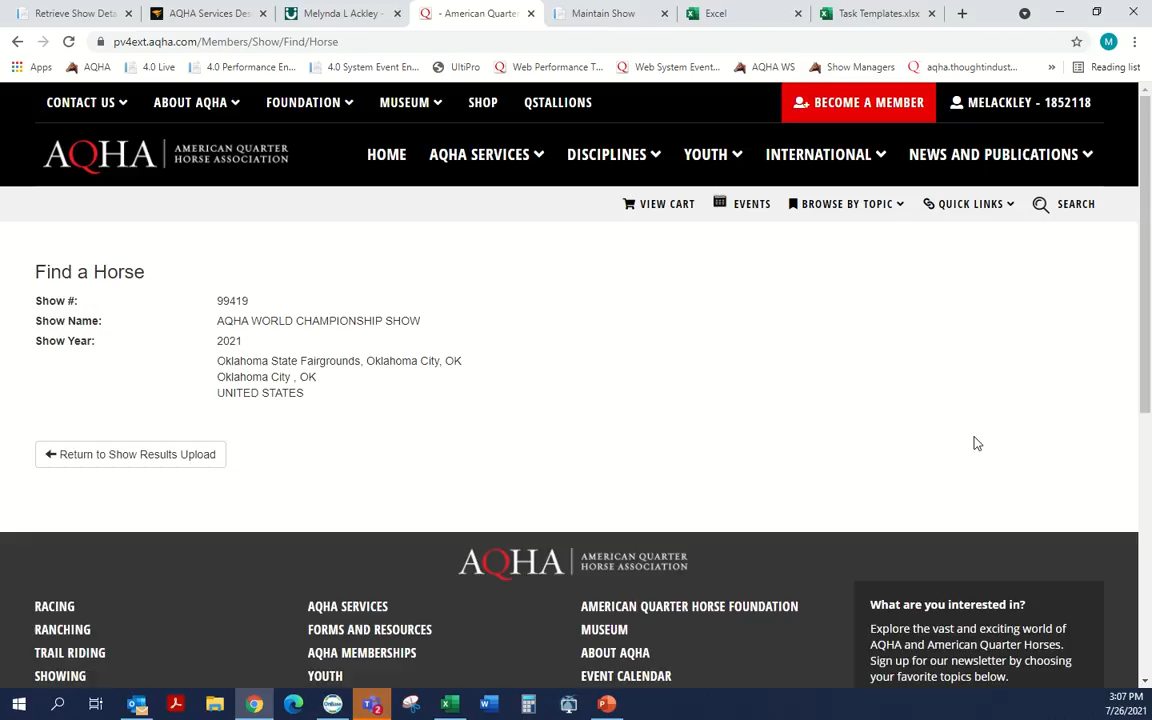 Retrieve Show Deta
AQHA Services Des
Melynda L Ackley -
- American Quarter
Maintain Show
Excel
Task Templates.xlsx
pv4ext.aqha.com/Members/Show/Find/Horse
M
Apps
AQHA
4.0 Live
4.0 Performance En...
4.0 System Event En...
UltiPro
Web Performance T...
Web System Event...
AQHA WS
Show Managers
aqha.thoughtindust...
»
Reading list
CONTACT US
ABOUT AQHA
FOUNDATION
MUSEUM
SHOP
QSTALLIONS
BECOME A MEMBER
MELACKLEY - 1852118
AQHA AMERICAN QUARTER
HORSE ASSOCIATION
HOME
AQHA SERVICES
DISCIPLINES
YOUTH
INTERNATIONAL
NEWS AND PUBLICATIONS
VIEW CART
EVENTS
BROWSE BY TOPIC
QUICK LINKS
SEARCH
Find a Horse
Show #: 99419
Show Name: AQHA WORLD CHAMPIONSHIP SHOW
Show Year: 2021
Oklahoma State Fairgrounds, Oklahoma City, OK
Oklahoma City , OK
UNITED STATES
Return to Show Results Upload
AQHA AMERICAN QUARTER
HORSE ASSOCIATION
RACING
RANCHING
TRAIL RIDING
SHOWING
AQHA SERVICES
FORMS AND RESOURCES
AQHA MEMBERSHIPS
YOUTH
AMERICAN QUARTER HORSE FOUNDATION
MUSEUM
ABOUT AQHA
EVENT CALENDAR
What are you interested in?
Explore the vast and exciting world of
AQHA and American Quarter Horses.
Sign up for our newsletter by choosing
your favorite topics below.
3:07 PM
7/26/2021